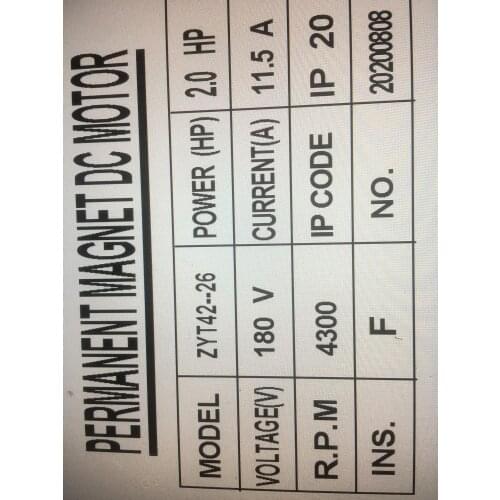 PERMANENT MAGNET DC MOTOR
MODEL ZYT42--26 POWER (HP) 2.0 HP
VOLTAGE(V) 180 V CURRENT(A) 11.5 A
R.P.M 4300 IP CODE IP 20
INS. F NO. 20200808